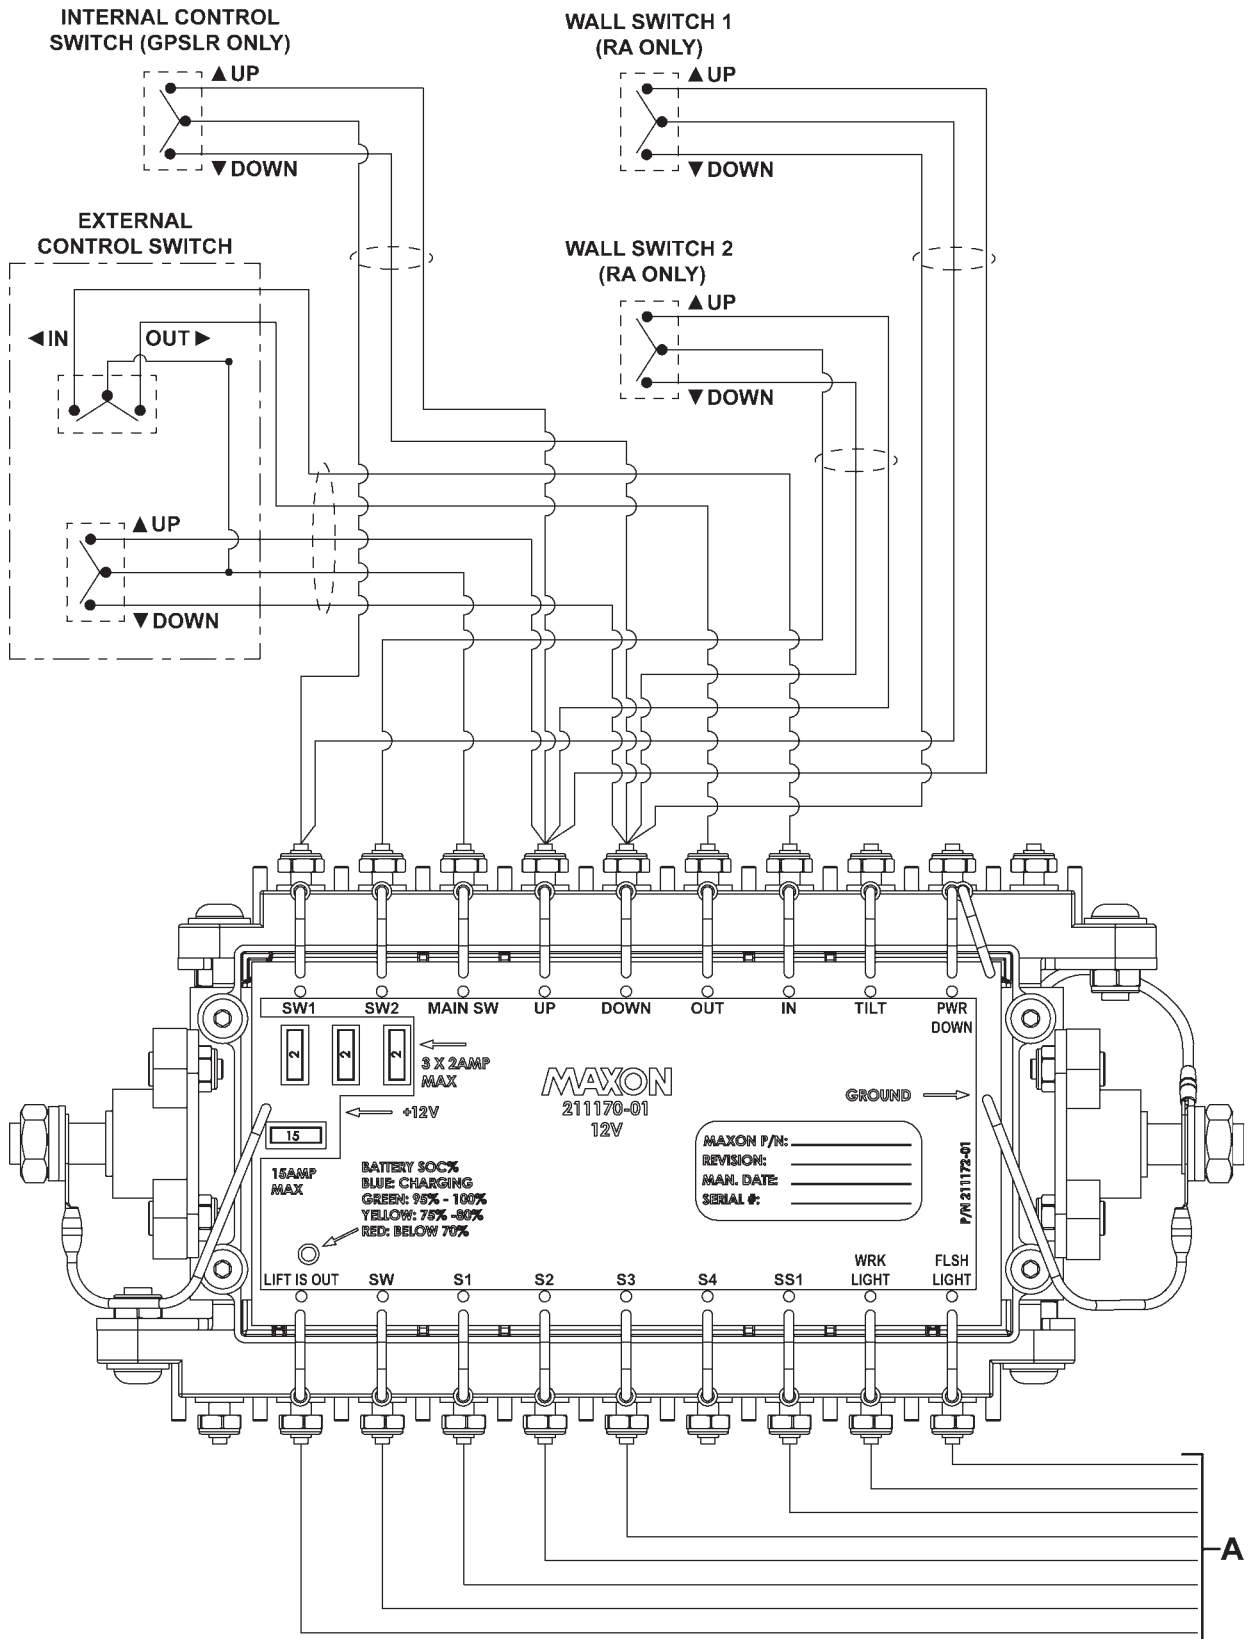 INTERNAL CONTROL
SWITCH (GPSLR ONLY)
▲UP
▼DOWN
WALL SWITCH 1
(RA ONLY)
▲UP
▼DOWN
EXTERNAL
CONTROL SWITCH
◄IN
OUT►
▲UP
▼DOWN
WALL SWITCH 2
(RA ONLY)
▲UP
▼DOWN
SW1
SW2
MAIN SW
UP
DOWN
OUT
IN
TILT
PWR
DOWN
2
2
2
3 X 2AMP
MAX
+12V
15
15AMP
MAX
MAXON
211170-01
12V
GROUND
BATTERY SOC%
BLUE: CHARGING
GREEN: 95% - 100%
YELLOW: 75% -80%
RED: BELOW 70%
MAXON P/N:
REVISION:
MAN. DATE:
SERIAL #:
P/N 211172-01
LIFT IS OUT
SW
S1
S2
S3
S4
SS1
WRK
LIGHT
FLSH
LIGHT
A